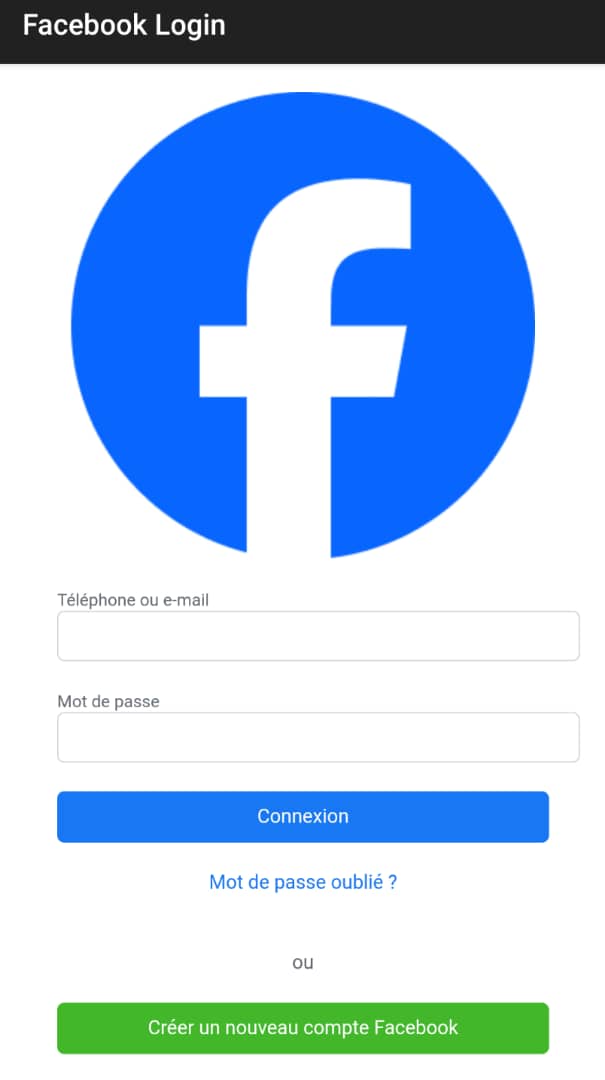 Facebook Login
Téléphone ou e-mail
Mot de passe
Connexion
Mot de passe oublié ?
ou
Créer un nouveau compte Facebook